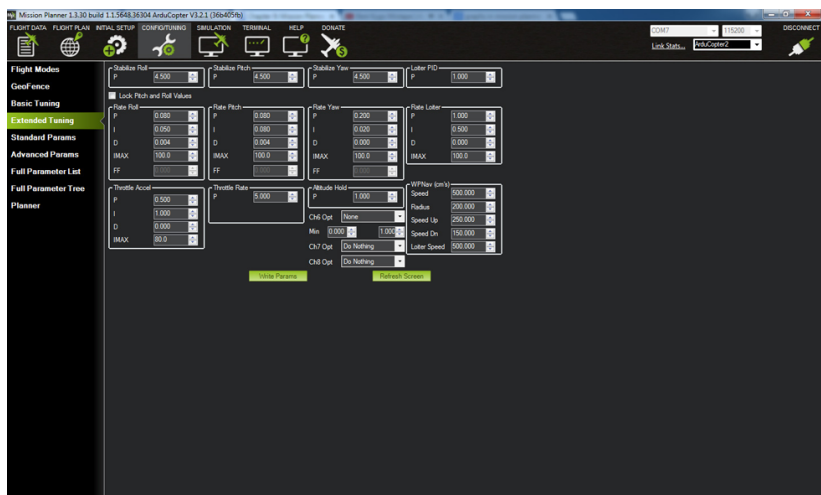 Mission Planner 1.3.30 build 1.1.5648.36304 ArduCopter V3.2.1 (36b405fb)
FLIGHT DATA FLIGHT PLAN INITIAL SETUP CONFIG/TUNING SIMULATION TERMINAL HELP DONATE
COM7 115200 DISCONNECT
Link Stats... ArduCopter2
Flight Modes
GeoFence
Basic Tuning
Extended Tuning
Standard Params
Advanced Params
Full Parameter List
Full Parameter Tree
Planner
Stabilize Roll Stabilize Pitch Stabilize Yaw Loiter PID
P 4.500 P 4.500 P 4.500 P 1.000
Lock Pitch and Roll Values
Rate Roll Rate Pitch Rate Yaw Rate Loiter
P 0.080 P 0.080 P 0.200 P 1.000
I 0.050 I 0.080 I 0.020 I 0.500
D 0.004 D 0.004 D 0.000 D 0.000
IMAX 100.0 IMAX 100.0 IMAX 100.0 IMAX 100.0
FF FF FF
Throttle Accel Throttle Rate Altitude Hold WPNav (cm's)
P 0.500 P 5.000 P 1.000 Speed 500.000
I 1.000 Ch6 Opt None Radius 200.000
D 0.000 Min 0.000 1.000 Speed Up 250.000
IMAX 80.0 Ch7 Opt Do Nothing Speed Dn 150.000
Ch8 Opt Do Nothing Loiter Speed 500.000
Write Params Refresh Screen